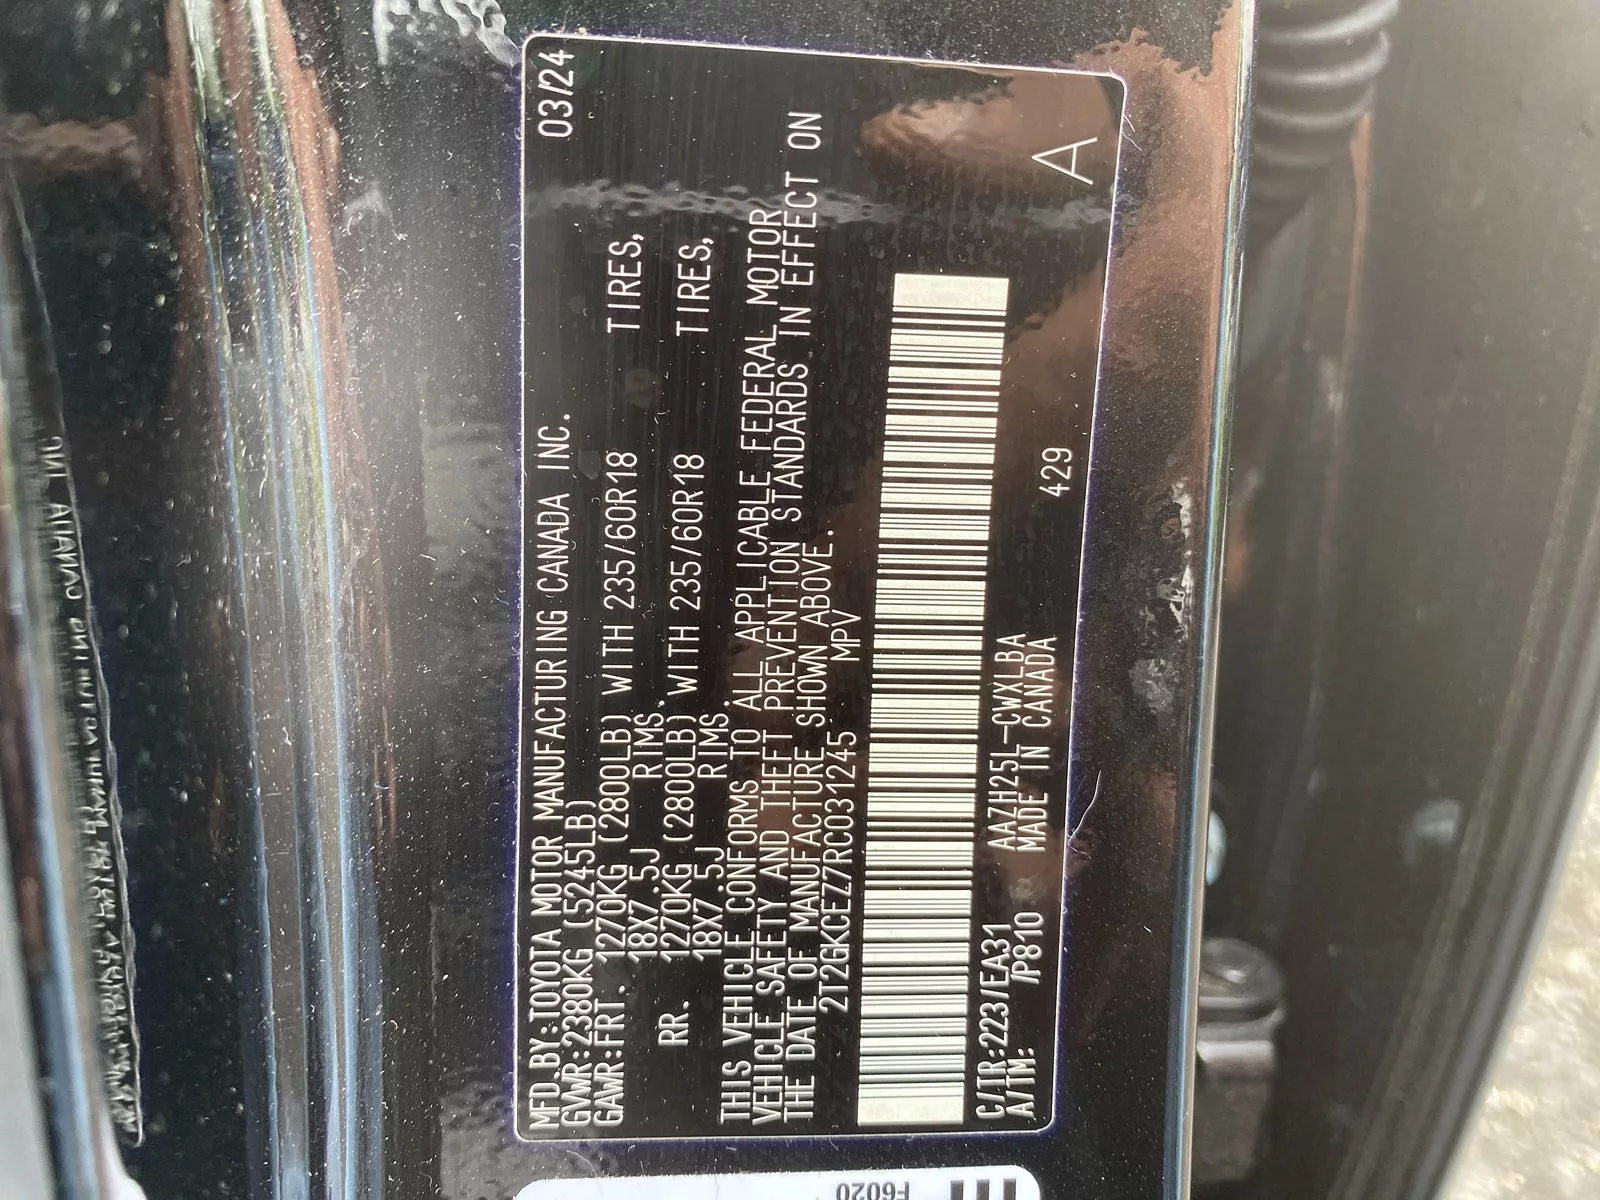 MFD.BY:TOYOTA MOTOR MANUFACTURING CANADA INC. 03/24
GVWR:2380KG (5245LB)
GAWR:FRT. 1270KG (2800LB) WITH 235/60R18 TIRES,
18X7.5J RIMS.
RR. 1270KG (2800LB) WITH 235/60R18 TIRES,
18X7.5J RIMS.
THIS VEHICLE CONFORMS TO ALL APPLICABLE FEDERAL MOTOR
VEHICLE SAFETY AND THEFT PREVENTION STANDARDS IN EFFECT ON
THE DATE OF MANUFACTURE SHOWN ABOVE.
2T2GKCEZ7RC031245 MPV
C/TR:223/EA31 AAZH25L-CWXLBA
A/TM: /P810 MADE IN CANADA 429 A
F6020